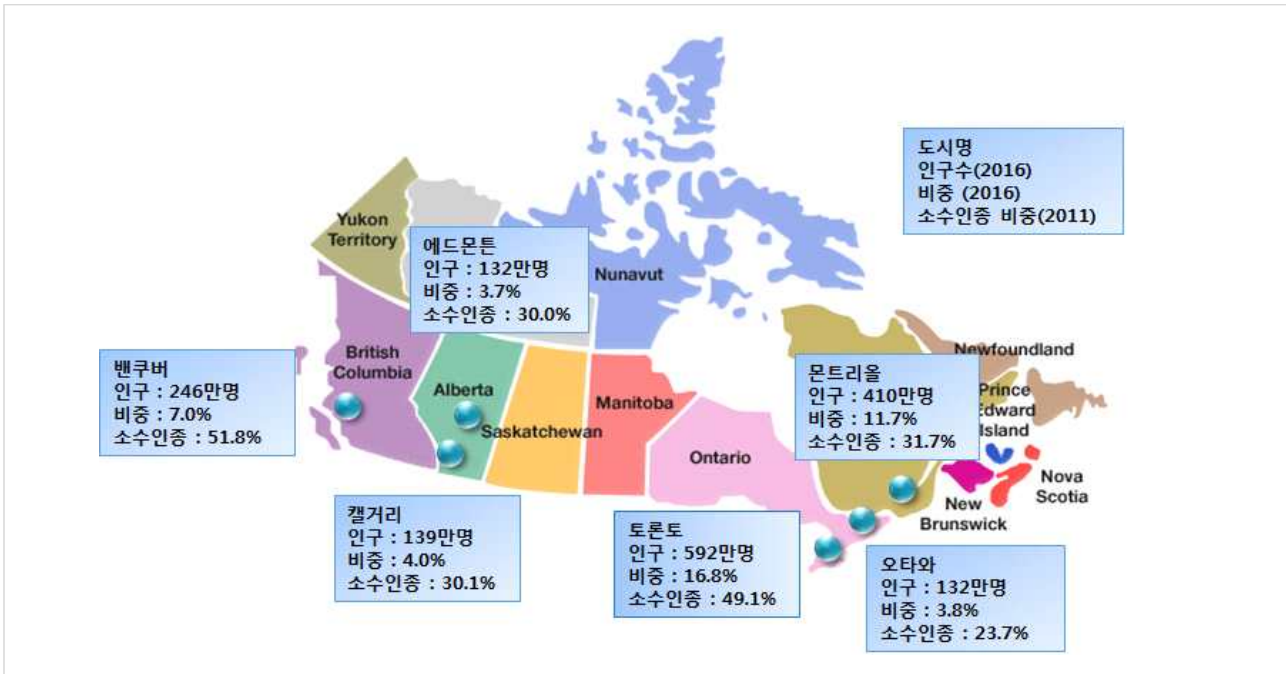 도시명
인구수(2016)
비중 (2016)
소수인종 비중(2011)
Yukon
Territory
에드몬튼
인구 : 132만명
비중 : 3.7%
소수인종 : 30.0%
Nunavut
밴쿠버
인구 : 246만명
비중 : 7.0%
소수인종 : 51.8%
British
Columbia
Alberta
Saskatchewan
Manitoba
Ontario
Newfoundland
몬트리올
인구 : 410만명
비중 : 11.7%
소수인종 : 31.7%
Prince
Edward
Island
Nova
Scotia
New
Brunswick
캘거리
인구 : 139만명
비중 : 4.0%
소수인종 : 30.1%
토론토
인구 : 592만명
비중 : 16.8%
소수인종 : 49.1%
오타와
인구 : 132만명
비중 : 3.8%
소수인종 : 23.7%